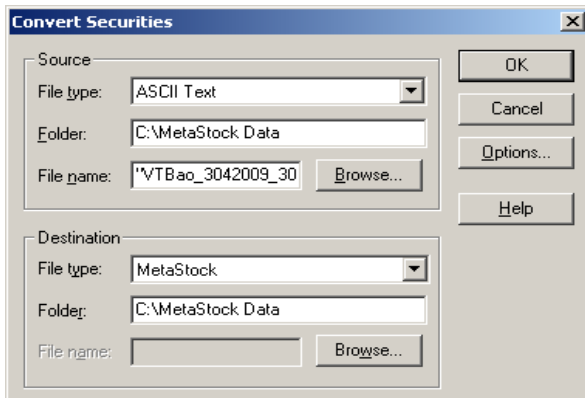 Convert Securities
Source
File type: ASCII Text
Folder: C:\MetaStock Data
File name: "VTBao_3042009_30 Browse...
Destination
File type: MetaStock
Folder: C:\MetaStock Data
File name: Browse...
OK
Cancel
Options...
Help